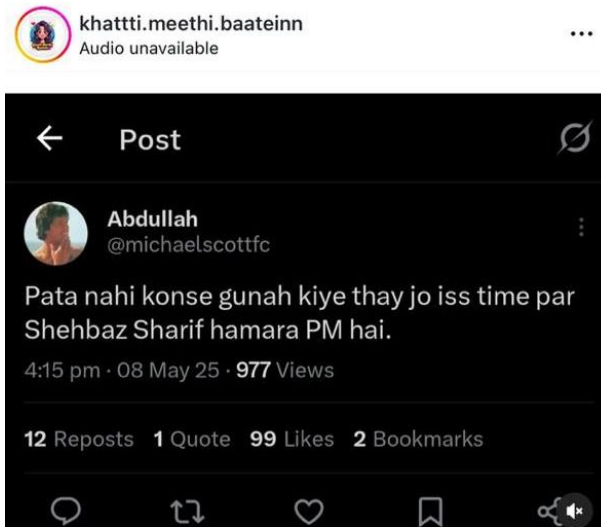 khattti.meethi.baateinn
Audio unavailable
Post
Abdullah
@michaelscottfc
Pata nahi konse gunah kiye thay jo iss time par
Shehbaz Sharif hamara PM hai.
4:15 pm · 08 May 25 · 977 Views
12 Reposts 1 Quote 99 Likes 2 Bookmarks